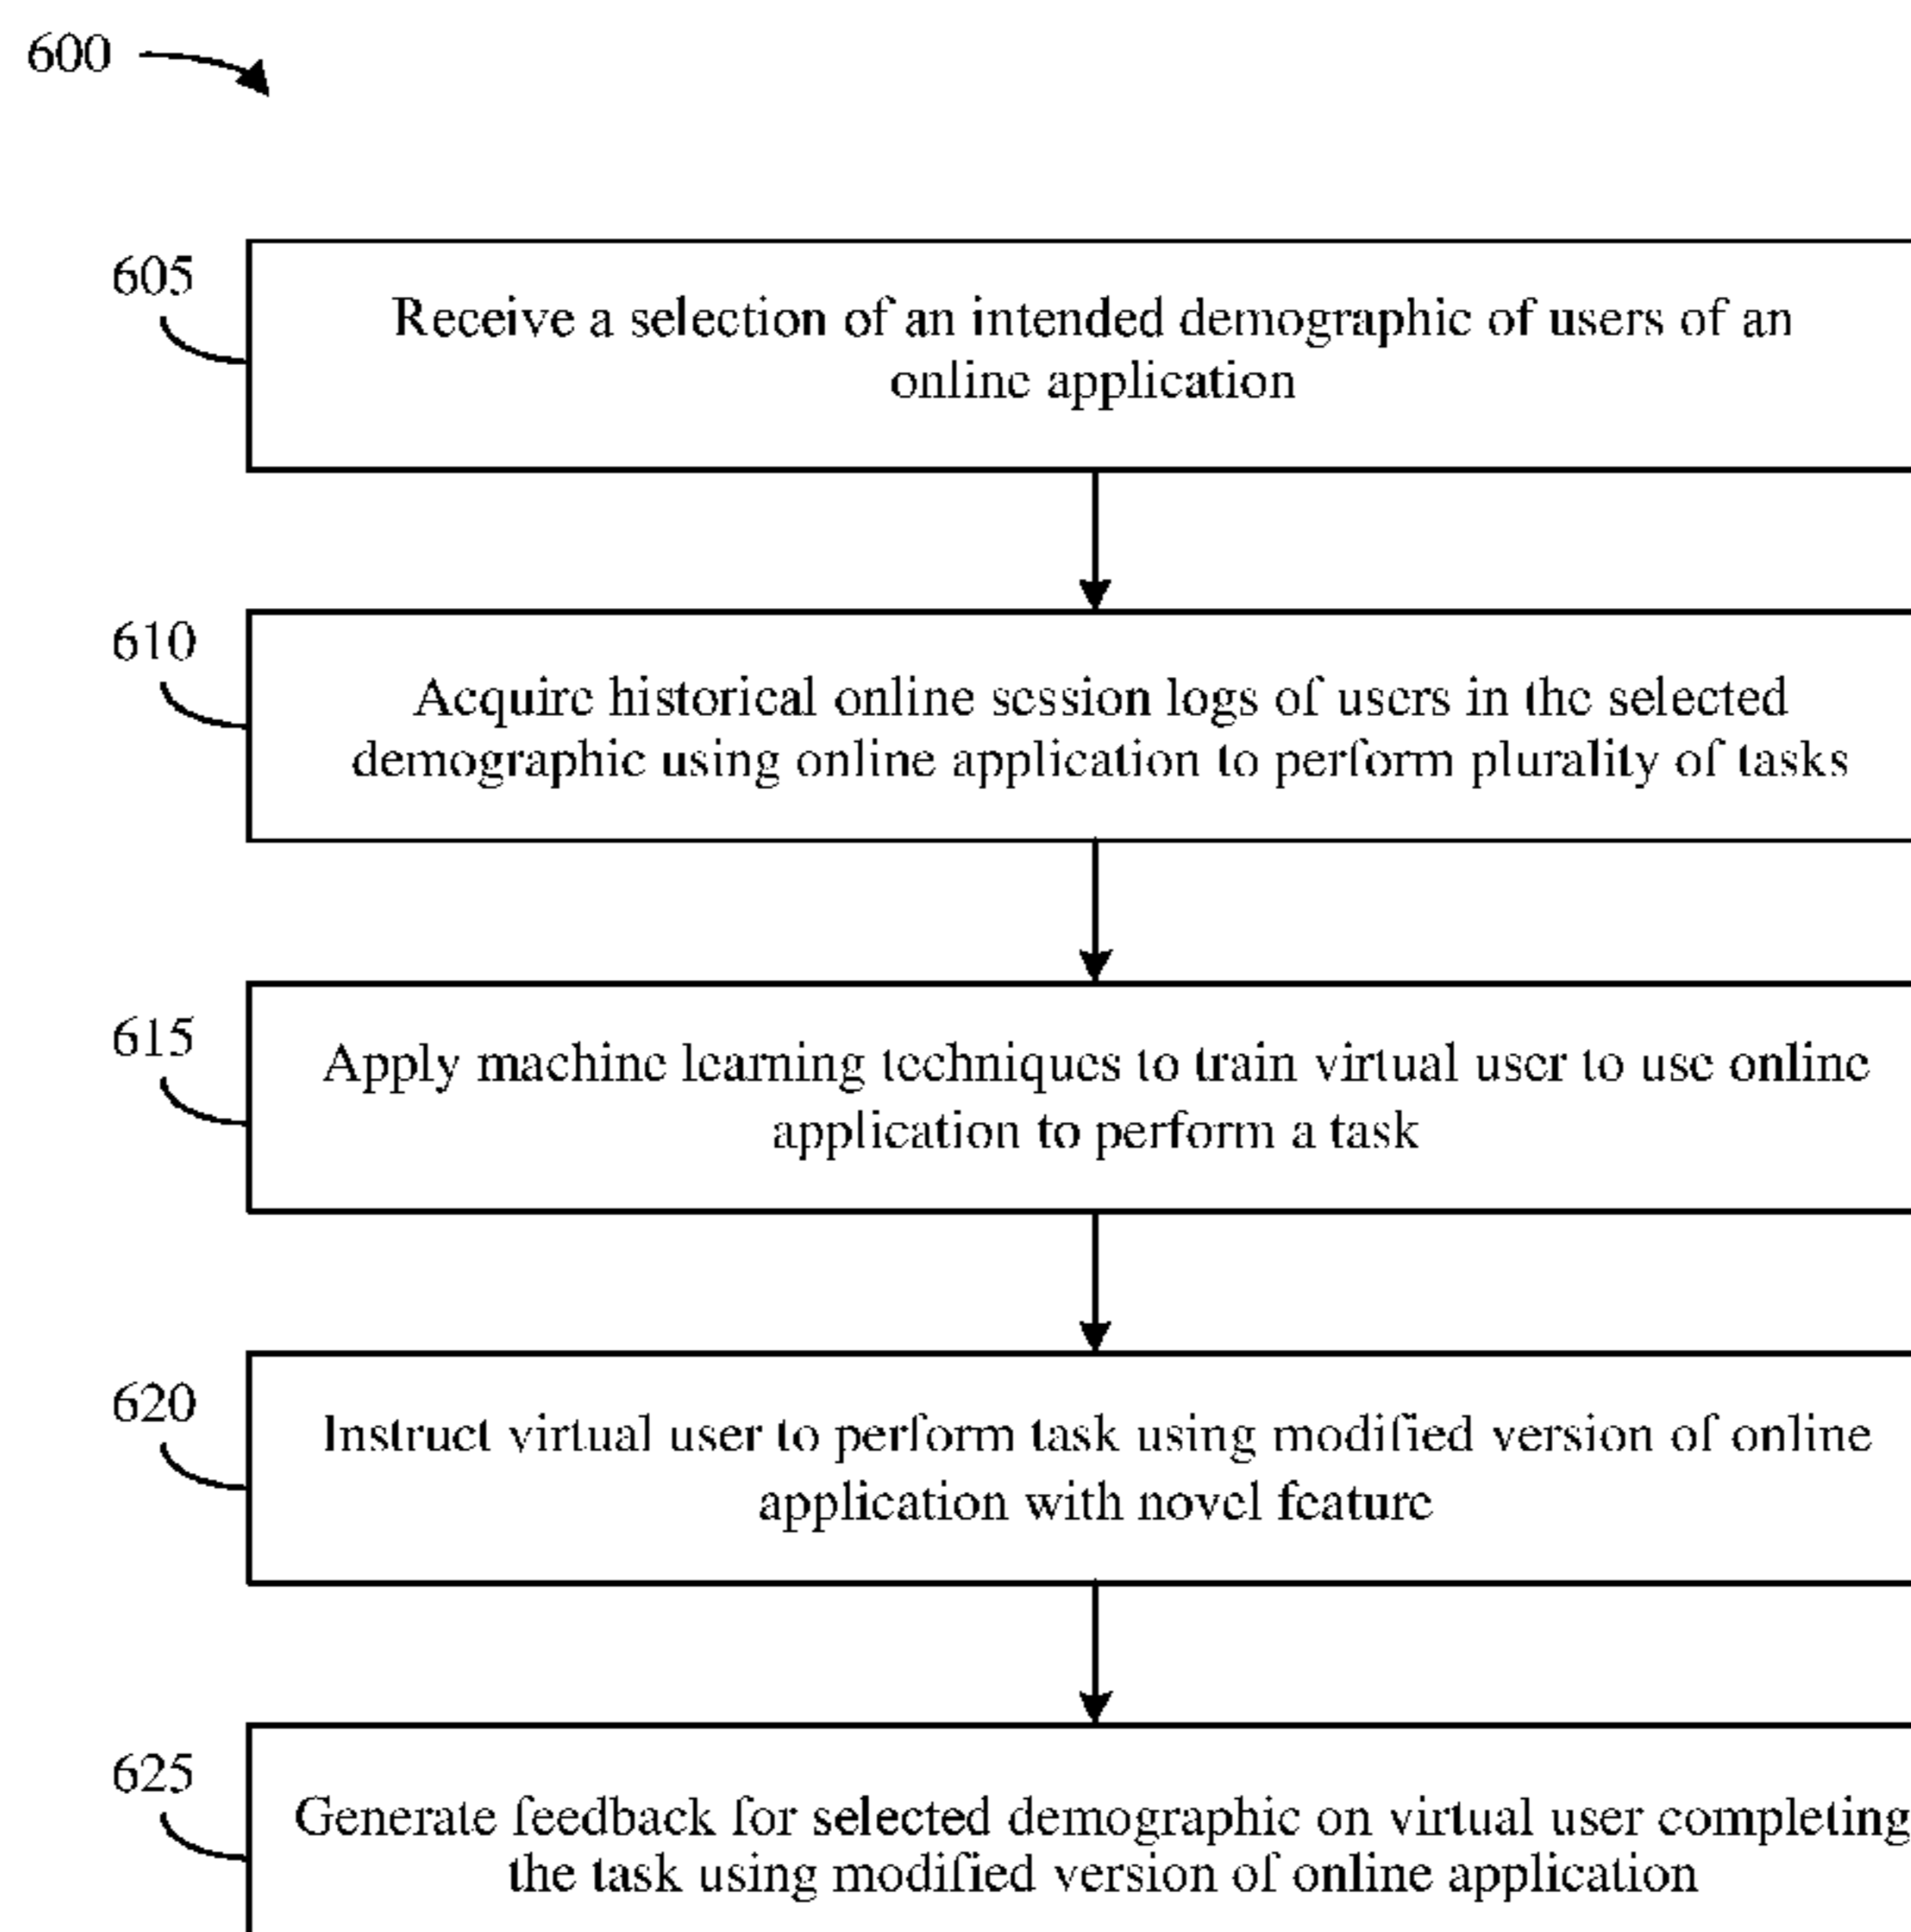 600
605
Receive a selection of an intended demographic of users of an
online application
610
Acquire historical online session logs of users in the selected
demographic using online application to perform plurality of tasks
615
Apply machine learning techniques to train virtual user to use online
application to perform a task
620
Instruct virtual user to perform task using modified version of online
application with novel feature
625
Generate feedback for selected demographic on virtual user completing
the task using modified version of online application